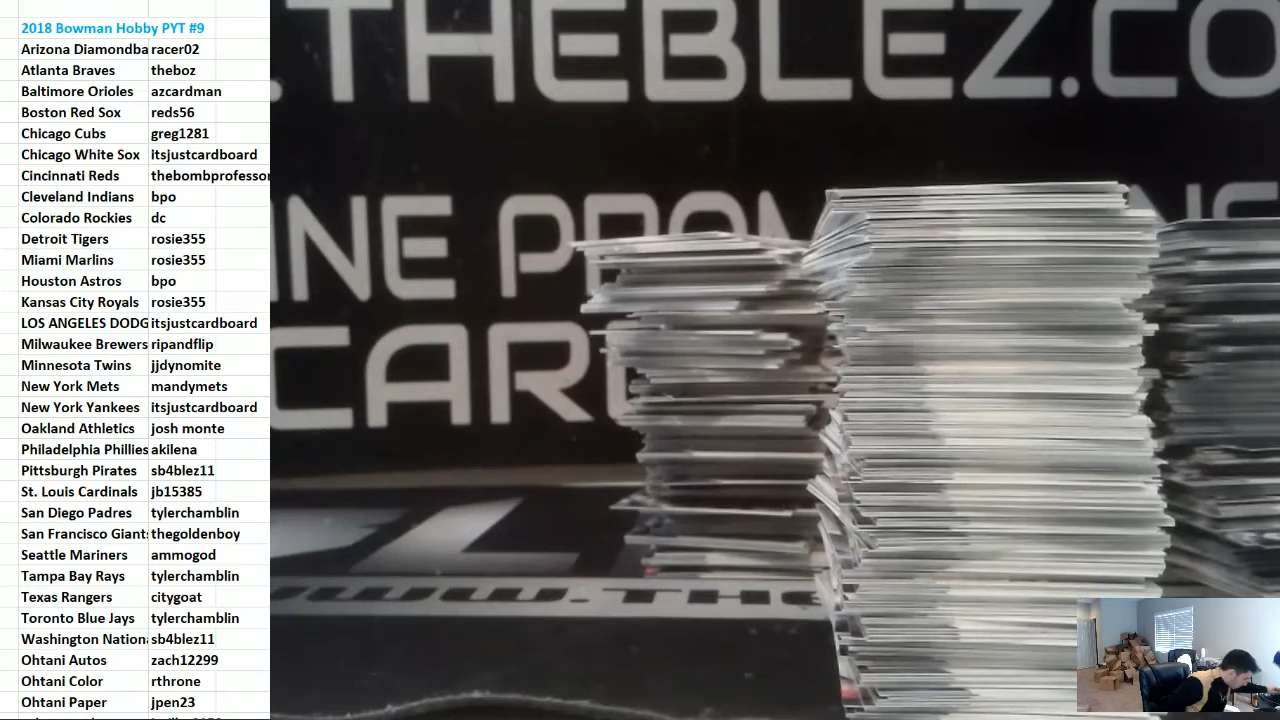 2018 Bowman Hobby PYT #9
Arizona Diamondba racer02
Atlanta Braves theboz
Baltimore Orioles azcardman
Boston Red Sox reds56
Chicago Cubs greg1281
Chicago White Sox itsjustcardboard
Cincinnati Reds thebombprofessor
Cleveland Indians bpo
Colorado Rockies dc
Detroit Tigers rosie355
Miami Marlins rosie355
Houston Astros bpo
Kansas City Royals rosie355
LOS ANGELES DODG itsjustcardboard
Milwaukee Brewers ripandflip
Minnesota Twins jjdynomite
New York Mets mandymets
New York Yankees itsjustcardboard
Oakland Athletics josh monte
Philadelphia Phillies akilena
Pittsburgh Pirates sb4blez11
St. Louis Cardinals jb15385
San Diego Padres tylerchamblin
San Francisco Giants thegoldenboy
Seattle Mariners ammogod
Tampa Bay Rays tylerchamblin
Texas Rangers citygoat
Toronto Blue Jays tylerchamblin
Washington Nation sb4blez11
Ohtani Autos zach12299
Ohtani Color rthrone
Ohtani Paper jpen23
.THEBLEZ.CO
INE PROM NS
CARD
www.THE